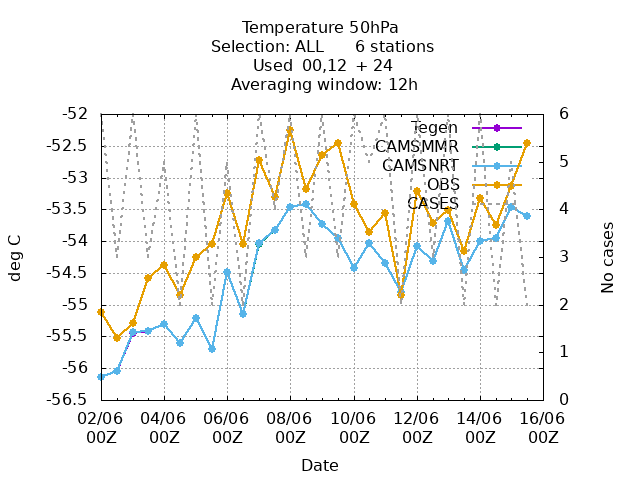 Temperature 50hPa
Selection: ALL 6 stations
Used 00,12 + 24
Averaging window: 12h
-52
-52.5
-53
-53.5
-54
-54.5
-55
-55.5
-56
-56.5
deg C
6
5
4
3
2
1
0
No cases
Tegen
CAMSMMR
CAMSNRT
OBS
CASES
02/06 04/06 06/06 08/06 10/06 12/06 14/06 16/06
00Z 00Z 00Z 00Z 00Z 00Z 00Z 00Z
Date